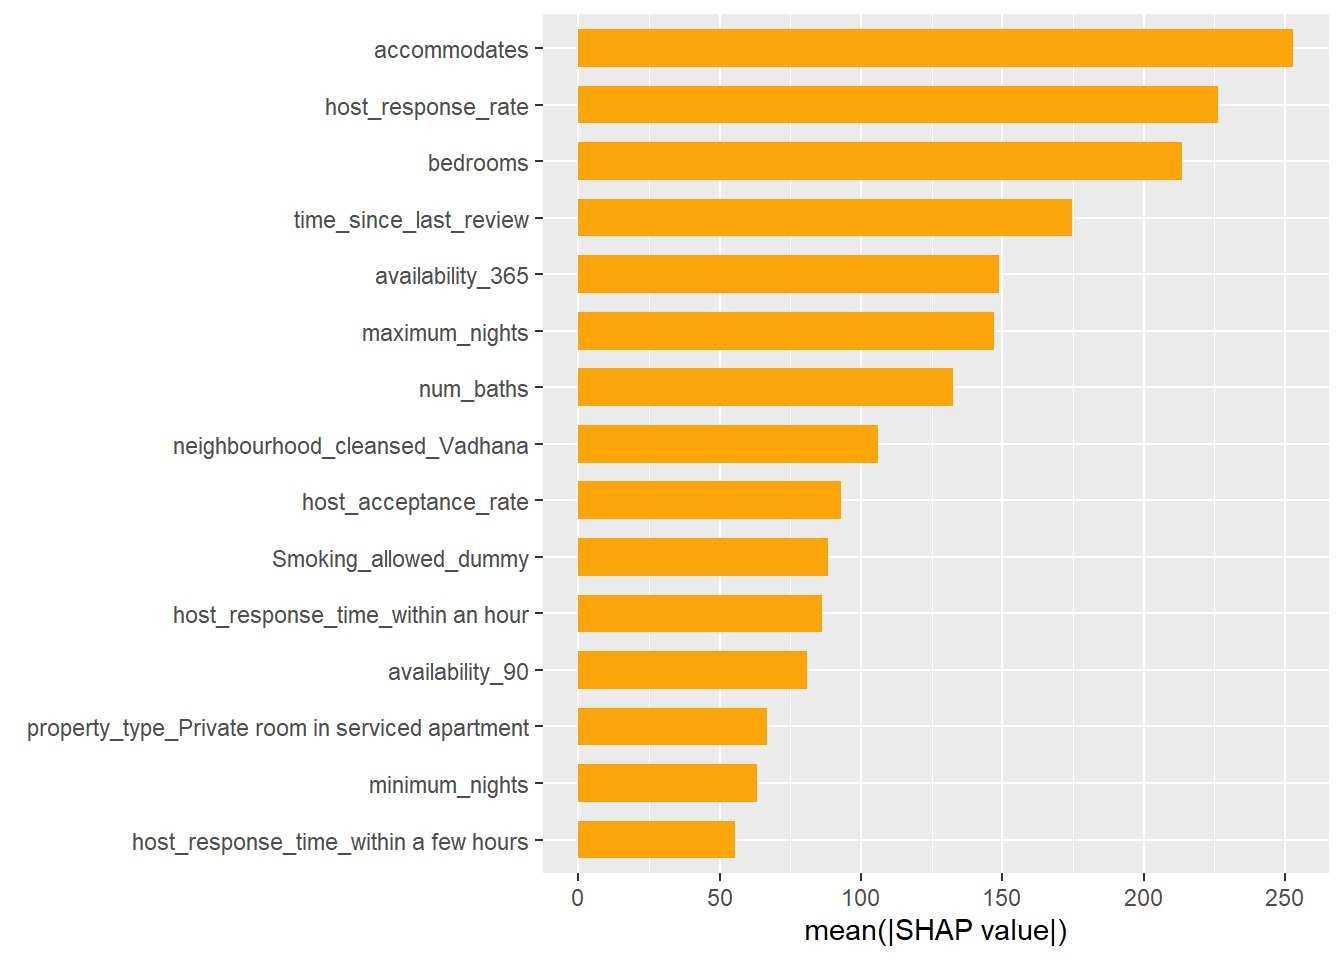 accommodates
host_response_rate
bedrooms
time_since_last_review
availability_365
maximum_nights
num_baths
neighbourhood_cleansed_Vadhana
host_acceptance_rate
Smoking_allowed_dummy
host_response_time_within an hour
availability_90
property_type_Private room in serviced apartment
minimum_nights
host_response_time_within a few hours
0 50 100 150 200 250
mean(|SHAP value|)